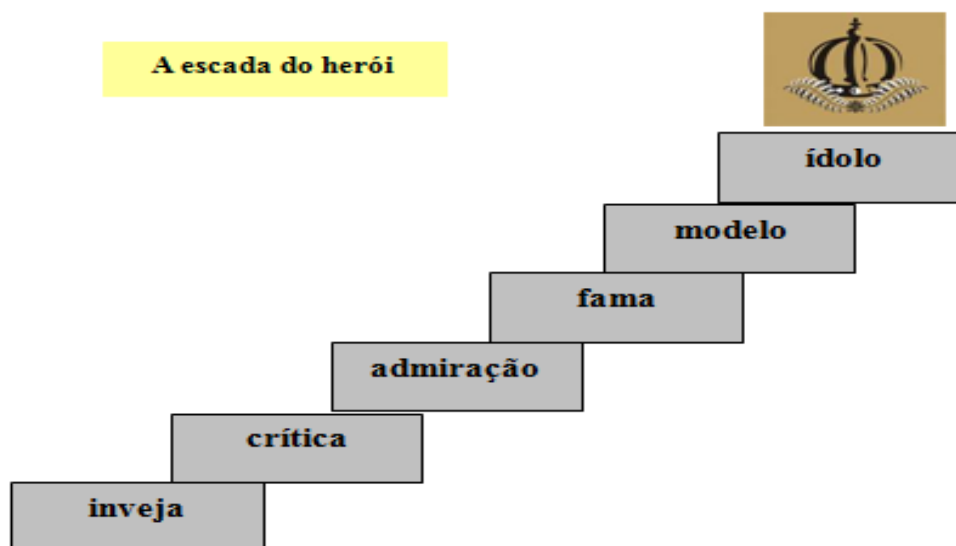 A escada do herói
ídolo
modelo
fama
admiração
crítica
inveja